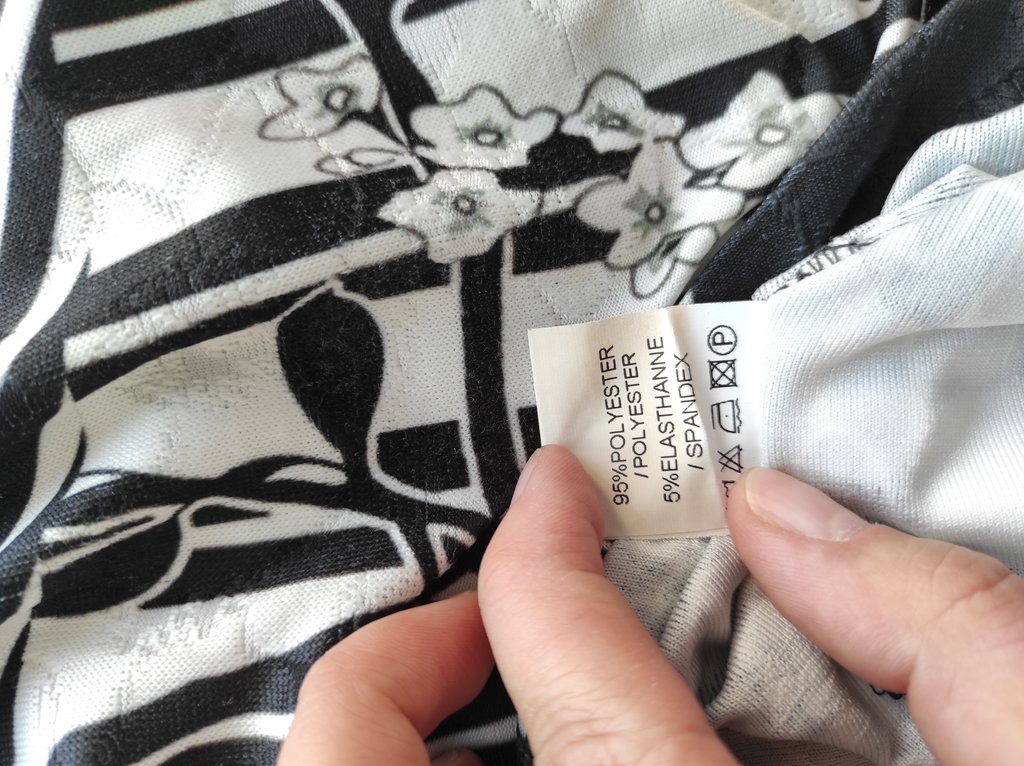 95%POLYESTER
/ POLYESTER
5%ELASTHANNE
/ SPANDEX
P